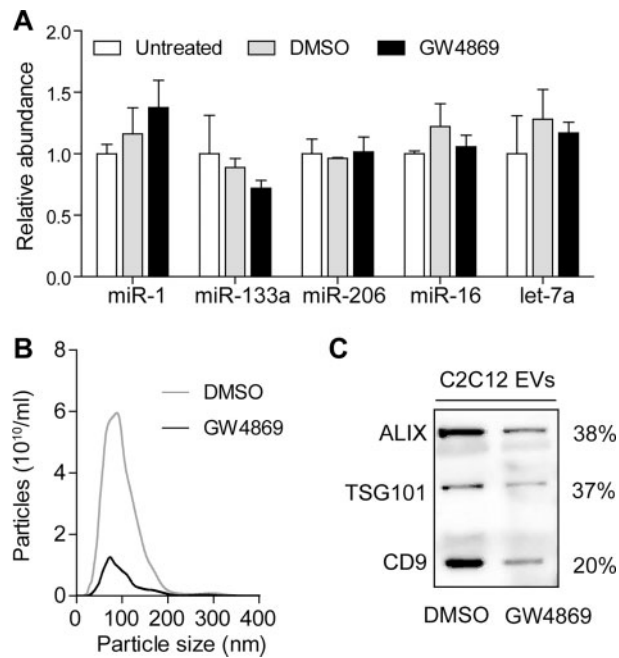 A
Untreated DMSO GW4869
Relative abundance
2.0
1.5
1.0
0.5
0.0
miR-1 miR-133a miR-206 miR-16 let-7a
B
Particles (10¹⁰/ml)
8
6
4
2
0
DMSO
GW4869
0 100 200 300 400
Particle size (nm)
C
C2C12 EVs
ALIX 38%
TSG101 37%
CD9 20%
DMSO GW4869